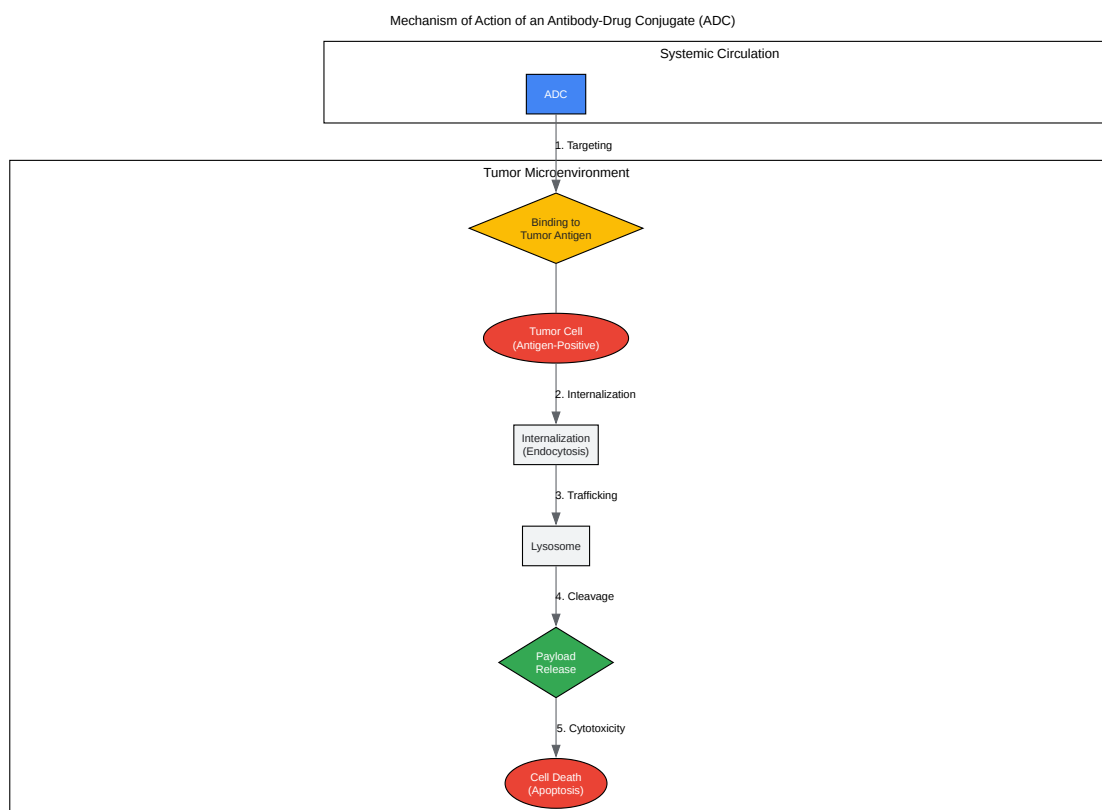 Mechanism of Action of an Antibody-Drug Conjugate (ADC)
Systemic Circulation
ADC
1. Targeting
Tumor Microenvironment
Binding to
Tumor Antigen
Tumor Cell
(Antigen-Positive)
2. Internalization
Internalization
(Endocytosis)
3. Trafficking
Lysosome
4. Cleavage
Payload
Release
5. Cytotoxicity
Cell Death
(Apoptosis)